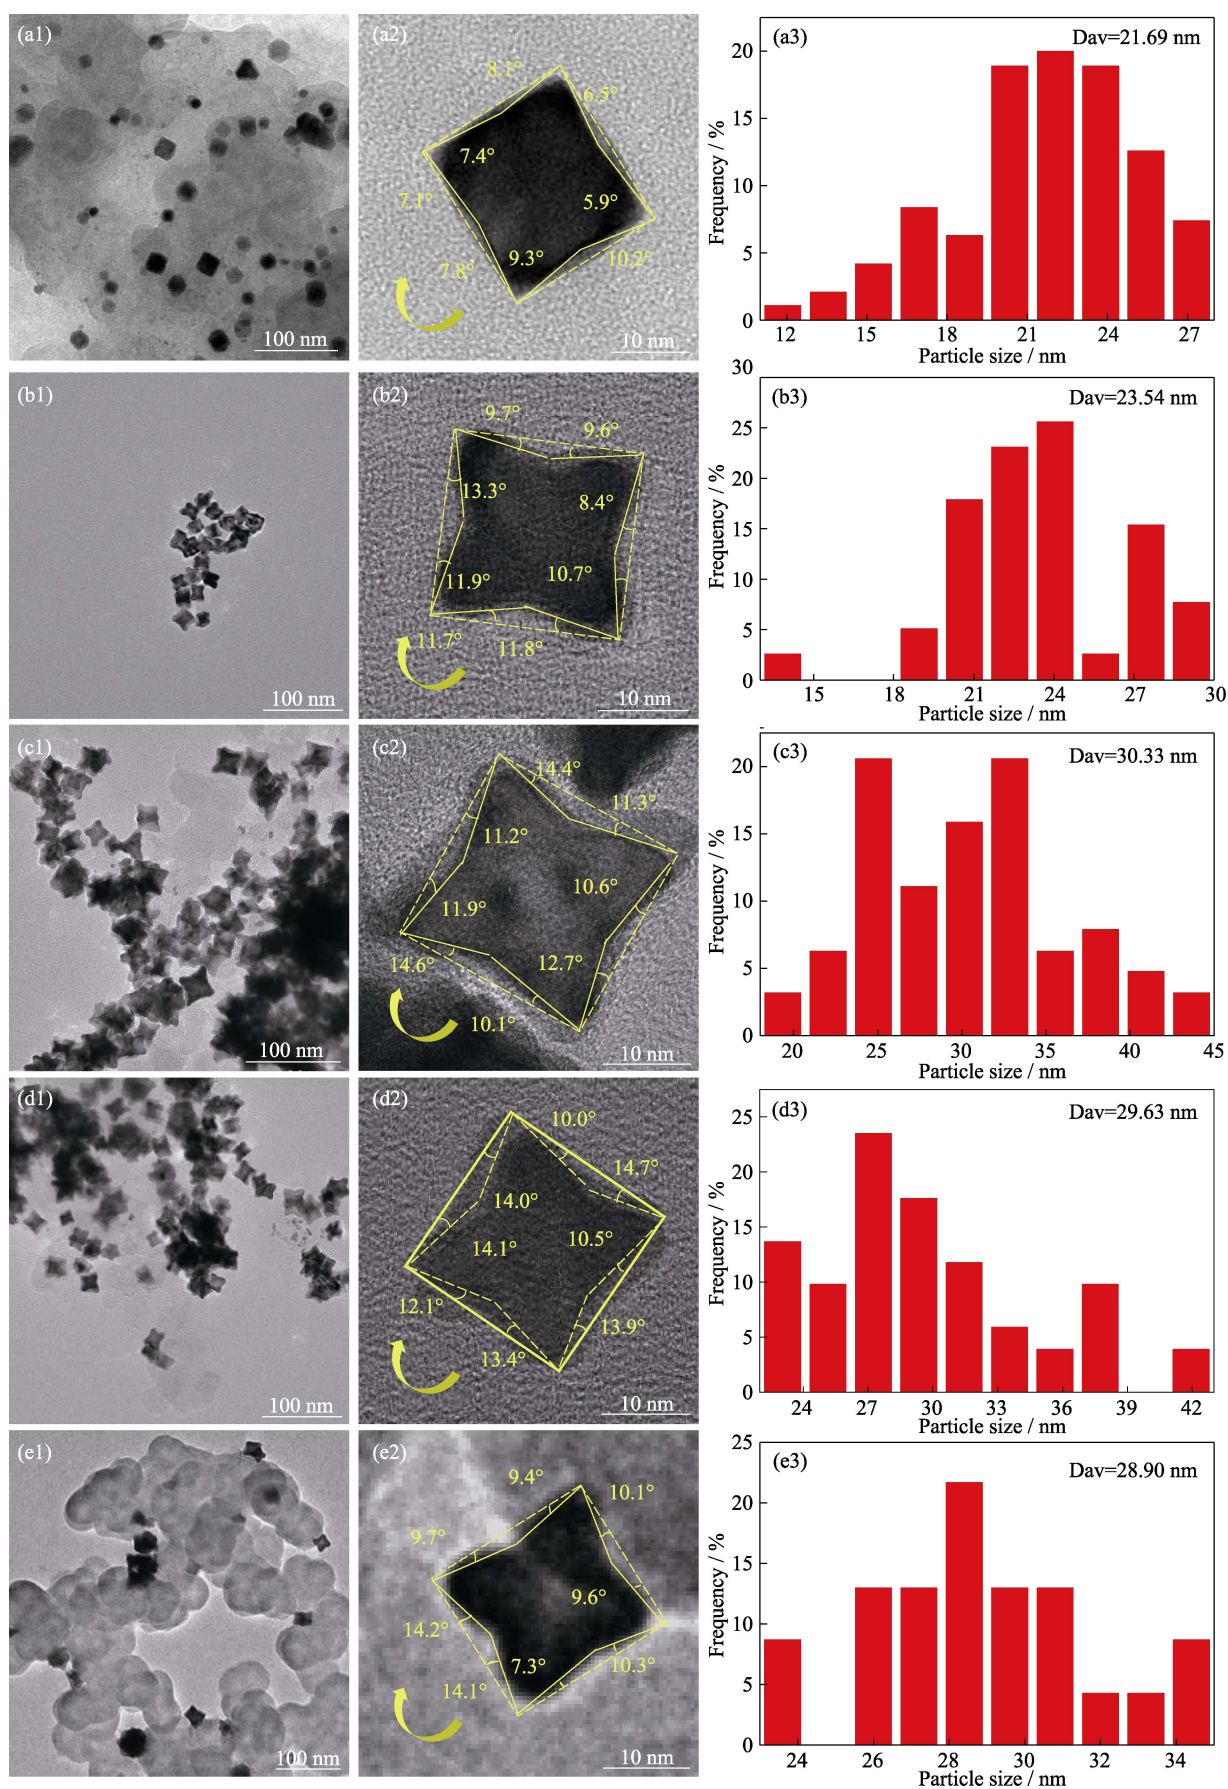 (a1)
100 nm
(a2)
8.1°
6.5°
7.4°
7.1°
5.9°
9.3°
7.8°
10.2°
10 nm
(a3)
Dav=21.69 nm
Frequency / %
20
15
10
5
0
12 15 18 21 24 27
Particle size / nm
(b1)
100 nm
(b2)
9.7°
9.6°
13.3°
8.4°
11.9°
10.7°
11.7°
11.8°
10 nm
(b3)
Dav=23.54 nm
Frequency / %
30
25
20
15
10
5
0
15 18 21 24 27 30
Particle size / nm
(c1)
100 nm
(c2)
14.4°
11.3°
11.2°
10.6°
11.9°
12.7°
14.6°
10.1°
10 nm
(c3)
Dav=30.33 nm
Frequency / %
20
15
10
5
0
20 25 30 35 40 45
Particle size / nm
(d1)
100 nm
(d2)
10.0°
14.7°
14.0°
10.5°
14.1°
12.1°
13.9°
13.4°
10 nm
(d3)
Dav=29.63 nm
Frequency / %
25
20
15
10
5
0
24 27 30 33 36 39 42
Particle size / nm
(e1)
100 nm
(e2)
9.4°
10.1°
9.7°
9.6°
14.2°
7.3°
10.3°
14.1°
10 nm
(e3)
Dav=28.90 nm
Frequency / %
25
20
15
10
5
0
24 26 28 30 32 34
Particle size / nm